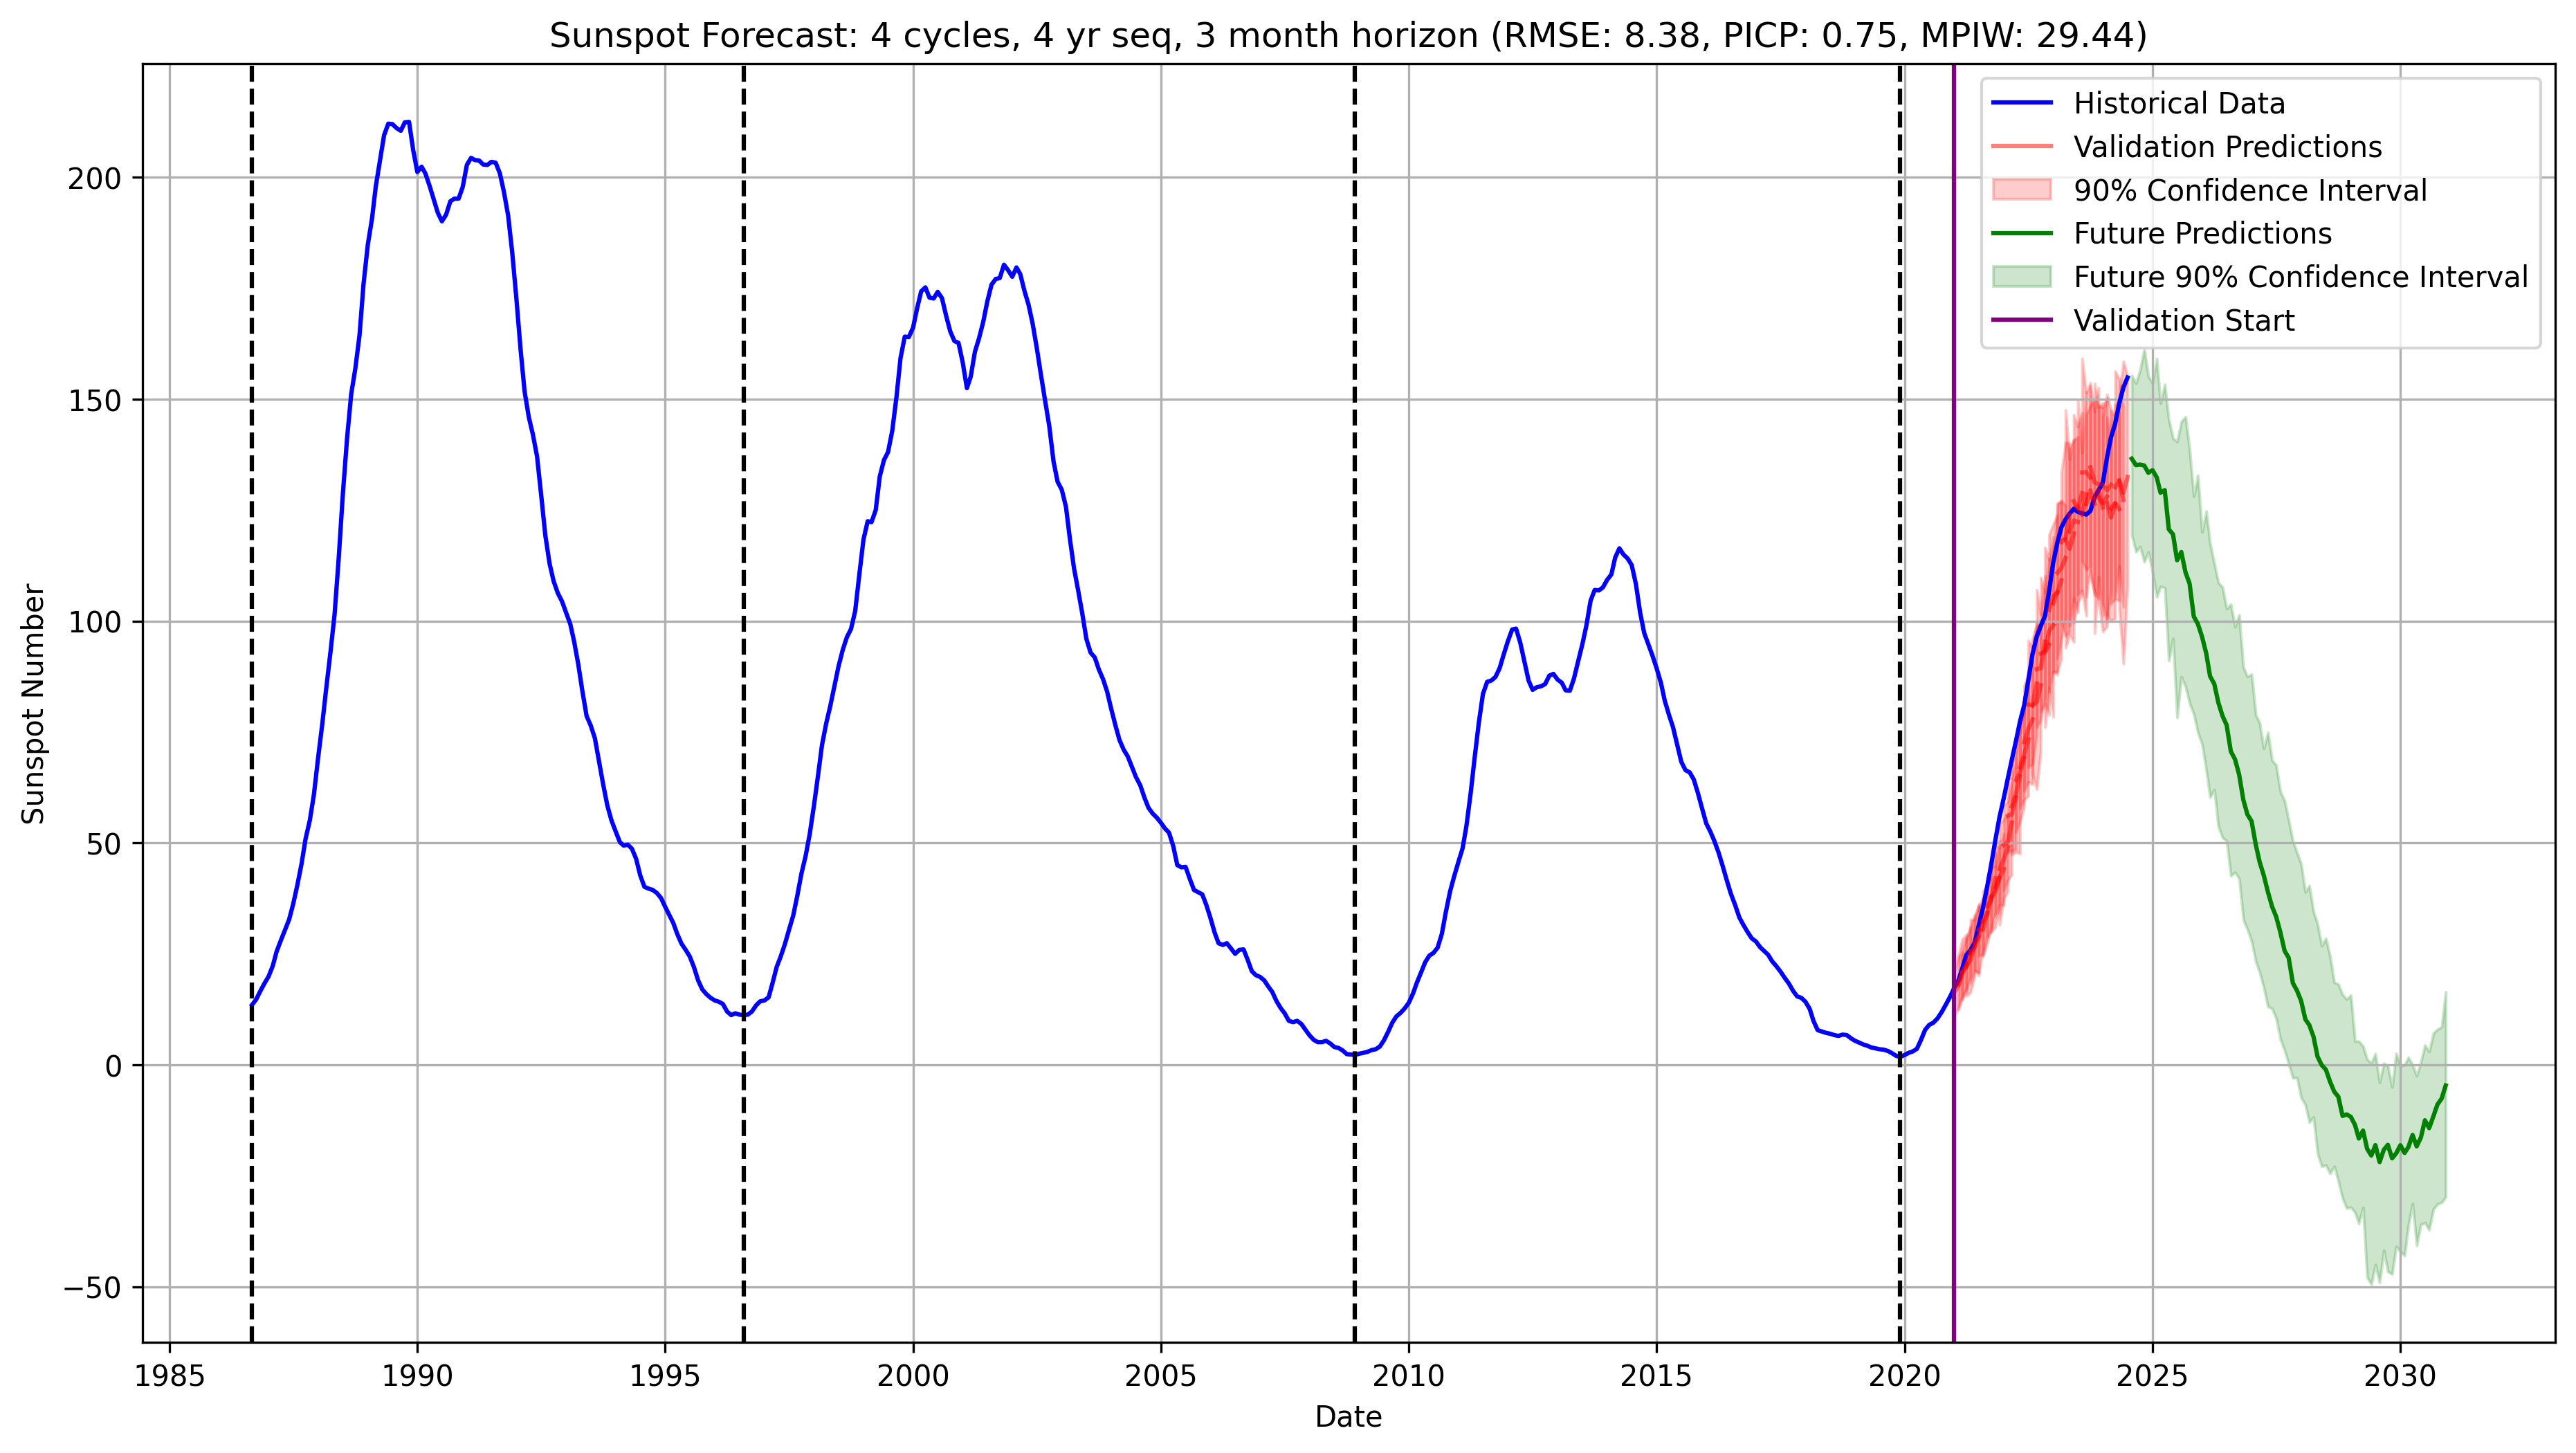 Sunspot Forecast: 4 cycles, 4 yr seq, 3 month horizon (RMSE: 8.38, PICP: 0.75, MPIW: 29.44)
Historical Data
Validation Predictions
90% Confidence Interval
Future Predictions
Future 90% Confidence Interval
Validation Start
Sunspot Number
200
150
100
50
0
−50
1985 1990 1995 2000 2005 2010 2015 2020 2025 2030
Date